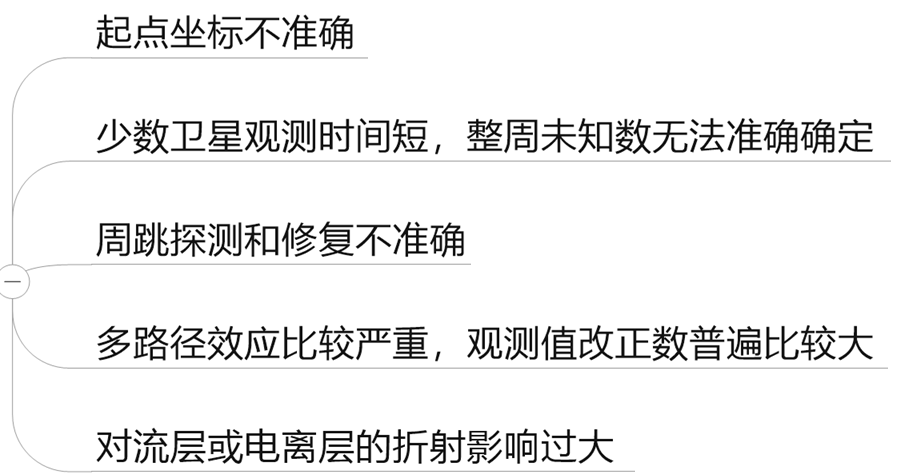 起点坐标不准确
少数卫星观测时间短，整周未知数无法准确确定
周跳探测和修复不准确
多路径效应比较严重，观测值改正数普遍比较大
对流层或电离层的折射影响过大